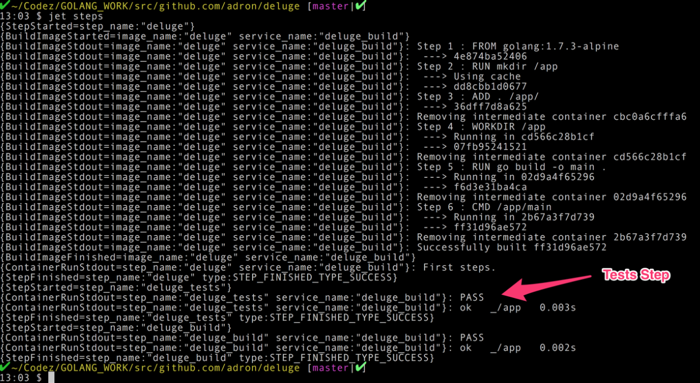 ✔~/Codez/GOLANG_WORK/src/github.com/adron/deluge [master|✔]
13:03 $ jet steps
{StepStarted=step_name:"deluge"}
{BuildImageStarted=image_name:"deluge" service_name:"deluge_build"}
{BuildImageStdout=image_name:"deluge" service_name:"deluge_build"}: Step 1 : FROM golang:1.7.3-alpine
{BuildImageStdout=image_name:"deluge" service_name:"deluge_build"}:  ---> 4e874ba52406
{BuildImageStdout=image_name:"deluge" service_name:"deluge_build"}: Step 2 : RUN mkdir /app
{BuildImageStdout=image_name:"deluge" service_name:"deluge_build"}:  ---> Using cache
{BuildImageStdout=image_name:"deluge" service_name:"deluge_build"}:  ---> dd8cbb1d0677
{BuildImageStdout=image_name:"deluge" service_name:"deluge_build"}: Step 3 : ADD . /app/
{BuildImageStdout=image_name:"deluge" service_name:"deluge_build"}:  ---> 36dff7d8a625
{BuildImageStdout=image_name:"deluge" service_name:"deluge_build"}: Removing intermediate container cbc0a6cfffa6
{BuildImageStdout=image_name:"deluge" service_name:"deluge_build"}: Step 4 : WORKDIR /app
{BuildImageStdout=image_name:"deluge" service_name:"deluge_build"}:  ---> Running in cd566c28b1cf
{BuildImageStdout=image_name:"deluge" service_name:"deluge_build"}:  ---> 07fb95241521
{BuildImageStdout=image_name:"deluge" service_name:"deluge_build"}: Removing intermediate container cd566c28b1cf
{BuildImageStdout=image_name:"deluge" service_name:"deluge_build"}: Step 5 : RUN go build -o main .
{BuildImageStdout=image_name:"deluge" service_name:"deluge_build"}:  ---> Running in 02d9a4f65296
{BuildImageStdout=image_name:"deluge" service_name:"deluge_build"}:  ---> f6d3e31ba4ca
{BuildImageStdout=image_name:"deluge" service_name:"deluge_build"}: Removing intermediate container 02d9a4f65296
{BuildImageStdout=image_name:"deluge" service_name:"deluge_build"}: Step 6 : CMD /app/main
{BuildImageStdout=image_name:"deluge" service_name:"deluge_build"}:  ---> Running in 2b67a3f7d739
{BuildImageStdout=image_name:"deluge" service_name:"deluge_build"}:  ---> ff31d96ae572
{BuildImageStdout=image_name:"deluge" service_name:"deluge_build"}: Removing intermediate container 2b67a3f7d739
{BuildImageStdout=image_name:"deluge" service_name:"deluge_build"}: Successfully built ff31d96ae572
{BuildImageFinished=image_name:"deluge" service_name:"deluge_build"}
{ContainerRunStdout=step_name:"deluge" service_name:"deluge_build"}: First steps.
{StepFinished=step_name:"deluge" type:STEP_FINISHED_TYPE_SUCCESS}
Tests Step
{StepStarted=step_name:"deluge_tests"}
{ContainerRunStdout=step_name:"deluge_tests" service_name:"deluge_build"}: PASS
{ContainerRunStdout=step_name:"deluge_tests" service_name:"deluge_build"}: ok   _/app   0.003s
{StepFinished=step_name:"deluge_tests" type:STEP_FINISHED_TYPE_SUCCESS}
{StepStarted=step_name:"deluge_build"}
{ContainerRunStdout=step_name:"deluge_build" service_name:"deluge_build"}: PASS
{ContainerRunStdout=step_name:"deluge_build" service_name:"deluge_build"}: ok   _/app   0.002s
{StepFinished=step_name:"deluge_build" type:STEP_FINISHED_TYPE_SUCCESS}
✔~/Codez/GOLANG_WORK/src/github.com/adron/deluge [master|✔]
13:04 $